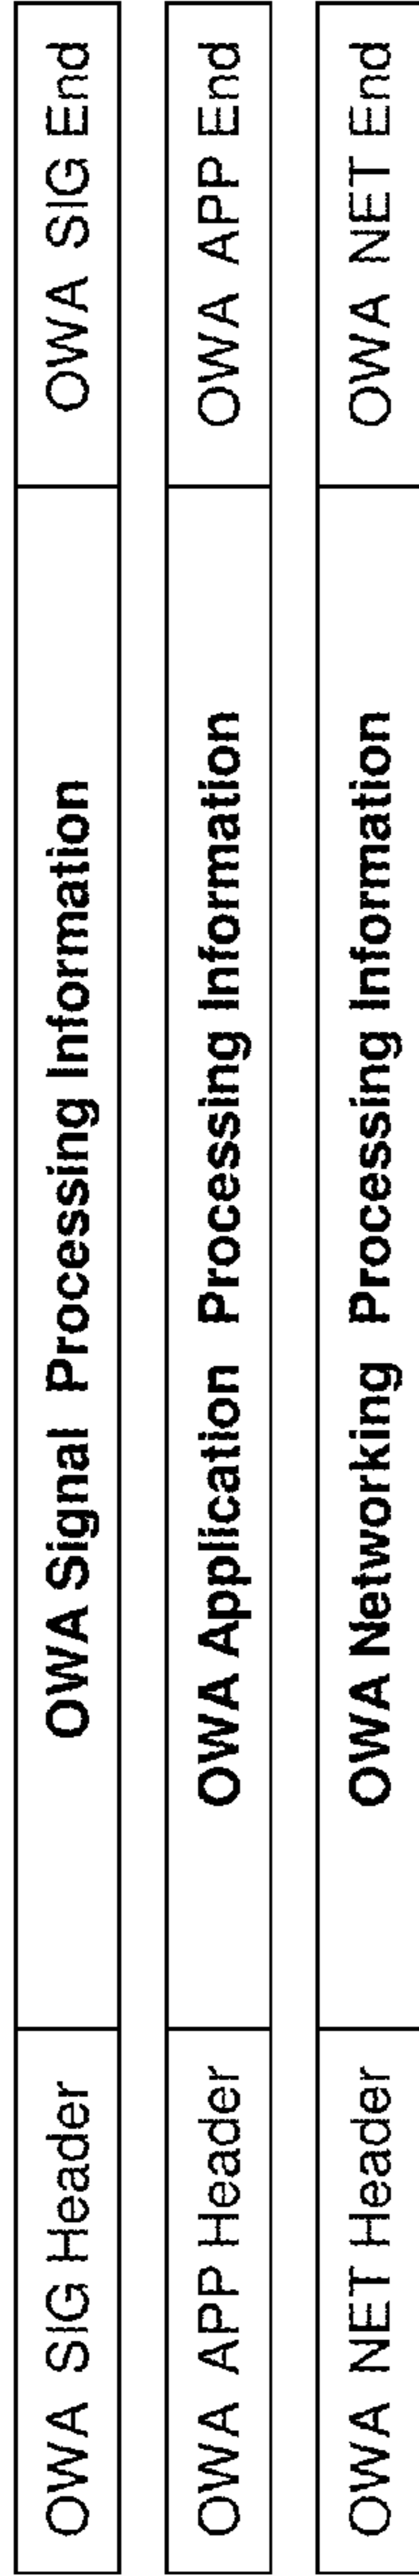 OWA SIG Header
OWA Signal Processing Information
OWA SIG End
OWA APP Header
OWA Application Processing Information
OWA APP End
OWA NET Header
OWA Networking Processing Information
OWA NET End